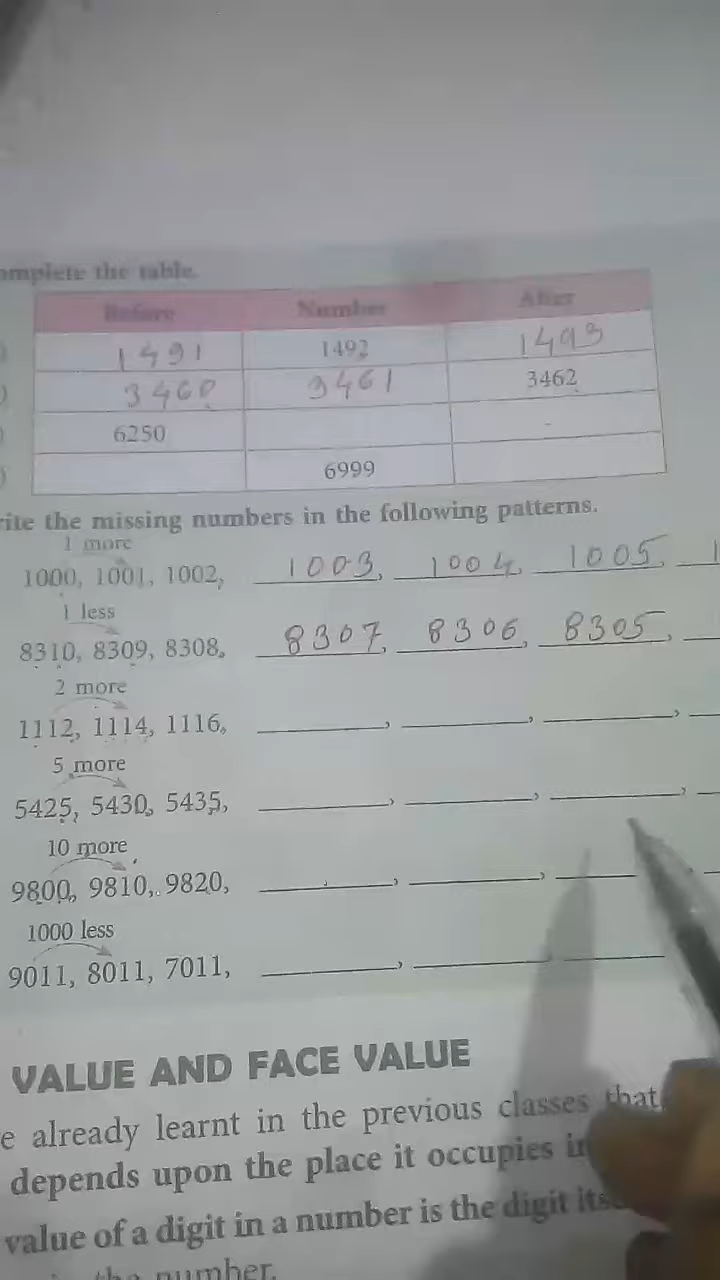 omplete the table.
Before Number After
1491 1492 1493
3460 3461 3462
6250
6999
rite the missing numbers in the following patterns.
1 more
1000, 1001, 1002, 1003, 1004, 1005, 1
1 less
8310, 8309, 8308, 8307, 8306, 8305,
2 more
1112, 1114, 1116,
5 more
5425, 5430, 5435,
10 more
9800, 9810, 9820,
1000 less
9011, 8011, 7011,
VALUE AND FACE VALUE
e already learnt in the previous classes that
depends upon the place it occupies in
value of a digit in a number is the digit its
the number.